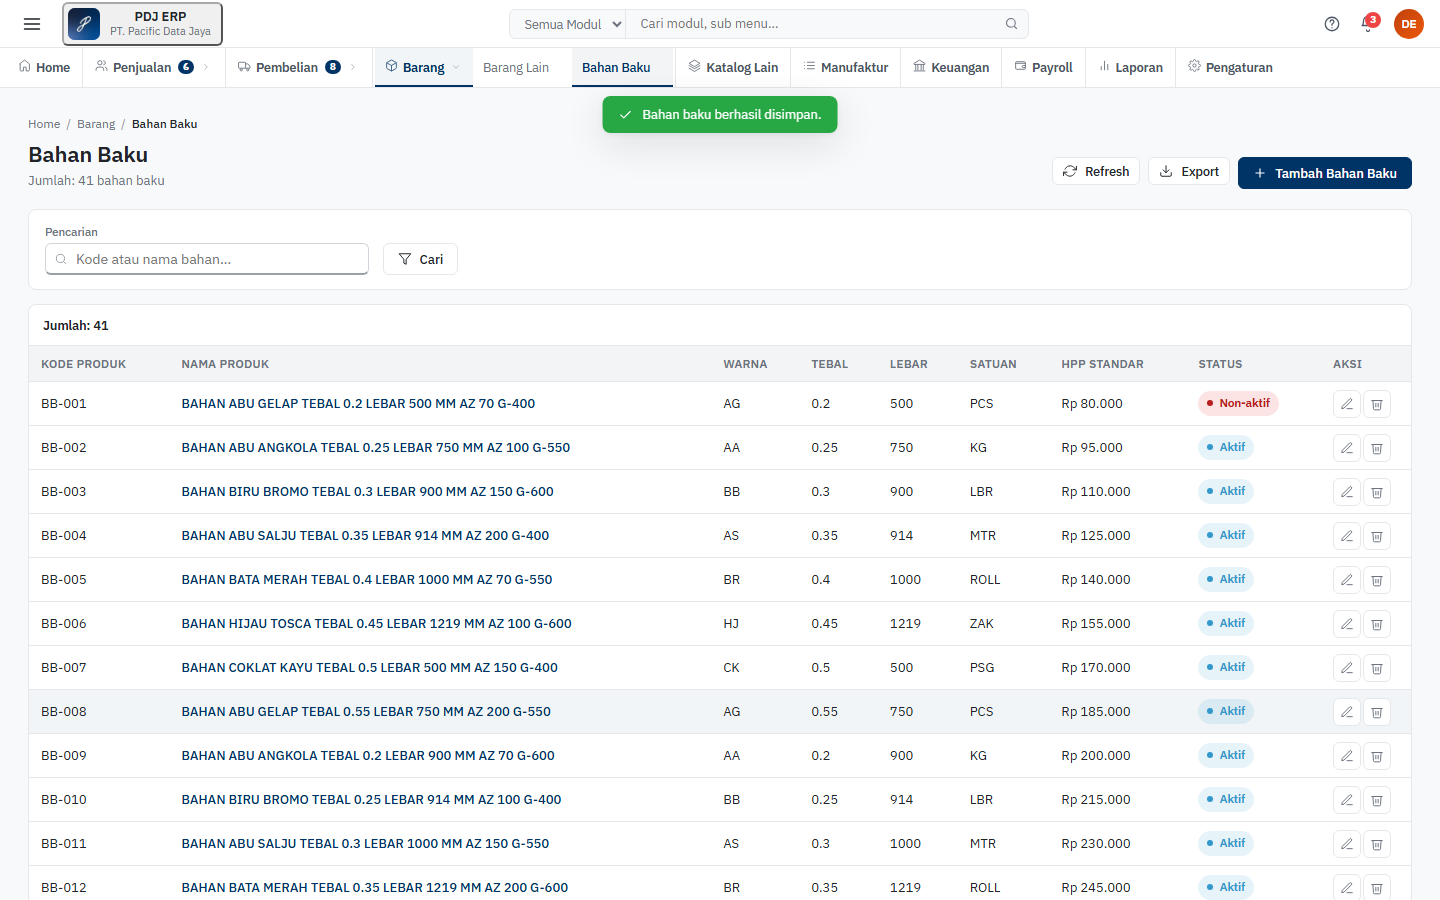 PDJ ERP
PT. Pacific Data Jaya
Semua Modul
Cari modul, sub menu...
3
DE
Home
Penjualan 6
Pembelian 8
Barang
Barang Lain
Bahan Baku
Katalog Lain
Manufaktur
Keuangan
Payroll
Laporan
Pengaturan
Bahan baku berhasil disimpan.
Home / Barang / Bahan Baku
Bahan Baku
Jumlah: 41 bahan baku
Refresh
Export
Tambah Bahan Baku
Pencarian
Kode atau nama bahan...
Cari
Jumlah: 41
KODE PRODUK NAMA PRODUK WARNA TEBAL LEBAR SATUAN HPP STANDAR STATUS AKSI
BB-001 BAHAN ABU GELAP TEBAL 0.2 LEBAR 500 MM AZ 70 G-400 AG 0.2 500 PCS Rp 80.000 Non-aktif
BB-002 BAHAN ABU ANGKOLA TEBAL 0.25 LEBAR 750 MM AZ 100 G-550 AA 0.25 750 KG Rp 95.000 Aktif
BB-003 BAHAN BIRU BROMO TEBAL 0.3 LEBAR 900 MM AZ 150 G-600 BB 0.3 900 LBR Rp 110.000 Aktif
BB-004 BAHAN ABU SALJU TEBAL 0.35 LEBAR 914 MM AZ 200 G-400 AS 0.35 914 MTR Rp 125.000 Aktif
BB-005 BAHAN BATA MERAH TEBAL 0.4 LEBAR 1000 MM AZ 70 G-550 BR 0.4 1000 ROLL Rp 140.000 Aktif
BB-006 BAHAN HIJAU TOSCA TEBAL 0.45 LEBAR 1219 MM AZ 100 G-600 HJ 0.45 1219 ZAK Rp 155.000 Aktif
BB-007 BAHAN COKLAT KAYU TEBAL 0.5 LEBAR 500 MM AZ 150 G-400 CK 0.5 500 PSG Rp 170.000 Aktif
BB-008 BAHAN ABU GELAP TEBAL 0.55 LEBAR 750 MM AZ 200 G-550 AG 0.55 750 PCS Rp 185.000 Aktif
BB-009 BAHAN ABU ANGKOLA TEBAL 0.2 LEBAR 900 MM AZ 70 G-600 AA 0.2 900 KG Rp 200.000 Aktif
BB-010 BAHAN BIRU BROMO TEBAL 0.25 LEBAR 914 MM AZ 100 G-400 BB 0.25 914 LBR Rp 215.000 Aktif
BB-011 BAHAN ABU SALJU TEBAL 0.3 LEBAR 1000 MM AZ 150 G-550 AS 0.3 1000 MTR Rp 230.000 Aktif
BB-012 BAHAN BATA MERAH TEBAL 0.35 LEBAR 1219 MM AZ 200 G-600 BR 0.35 1219 ROLL Rp 245.000 Aktif